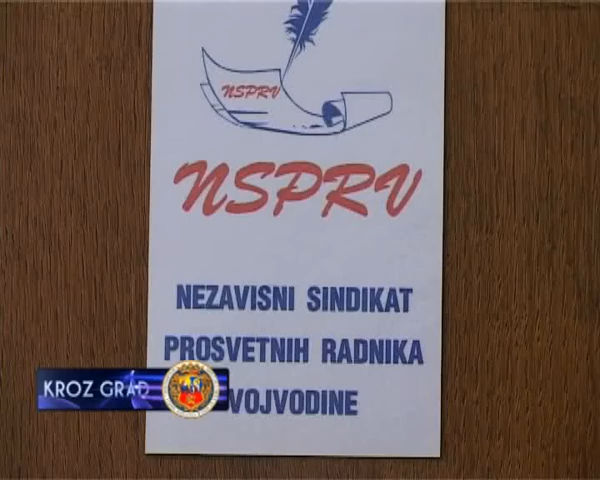 NSPRV
NSPRV
NEZAVISNI SINDIKAT
PROSVETNIH RADNIKA
VOJVODINE
KROZ GRAD